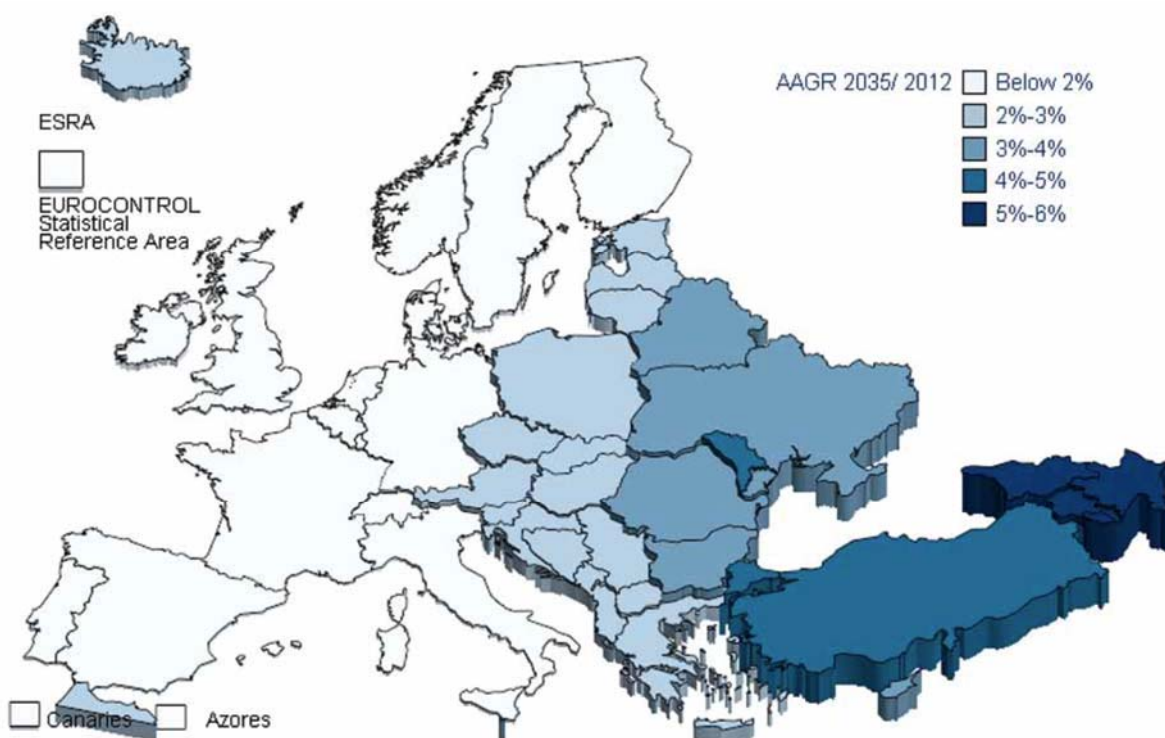 AAGR 2035/ 2012
Below 2%
2%-3%
3%-4%
4%-5%
5%-6%
ESRA
EUROCONTROL
Statistical
Reference Area
Canaries
Azores